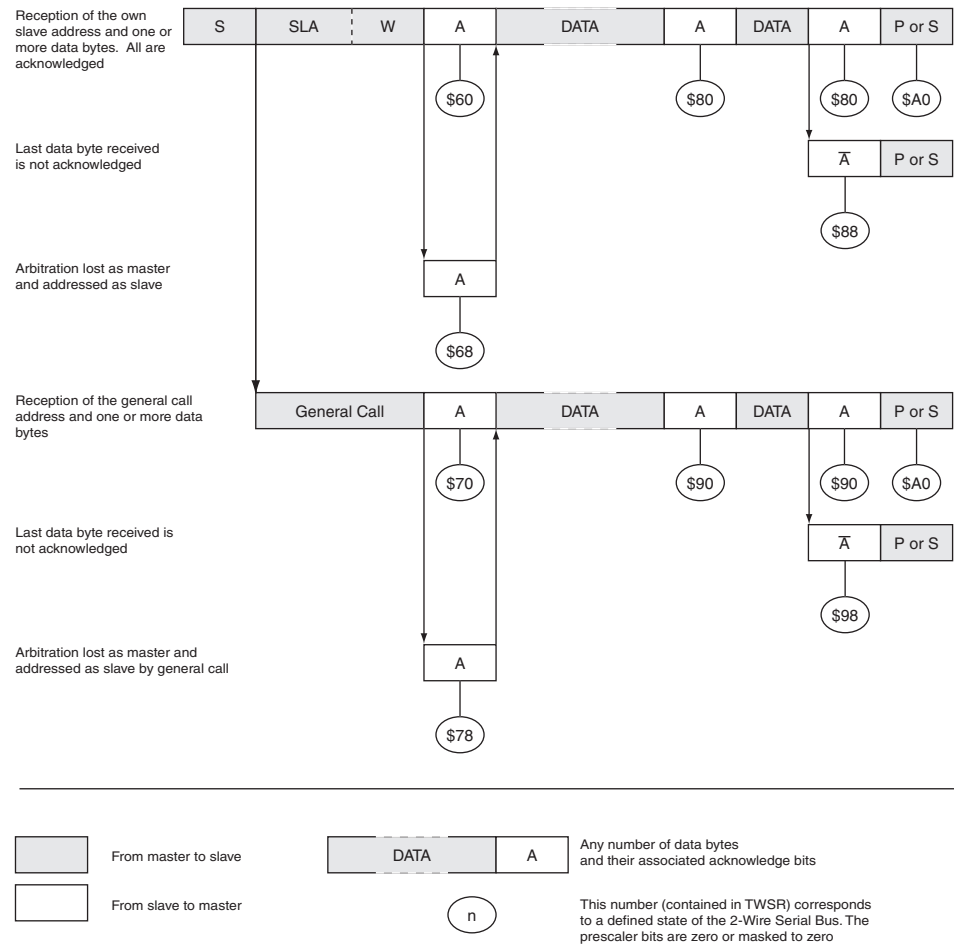 Reception of the own
slave address and one or
more data bytes.  All are
acknowledged
S SLA W A DATA A DATA A P or S
$60 $80 $80 $A0
Last data byte received
is not acknowledged
A̅ P or S
$88
Arbitration lost as master
and addressed as slave
A
$68
Reception of the general call
address and one or more data
bytes
General Call A DATA A DATA A P or S
$70 $90 $90 $A0
Last data byte received is
not acknowledged
A̅ P or S
$98
Arbitration lost as master and
addressed as slave by general call
A
$78
From master to slave
From slave to master
DATA A
Any number of data bytes
and their associated acknowledge bits
n
This number (contained in TWSR) corresponds
to a defined state of the 2-Wire Serial Bus. The
prescaler bits are zero or masked to zero